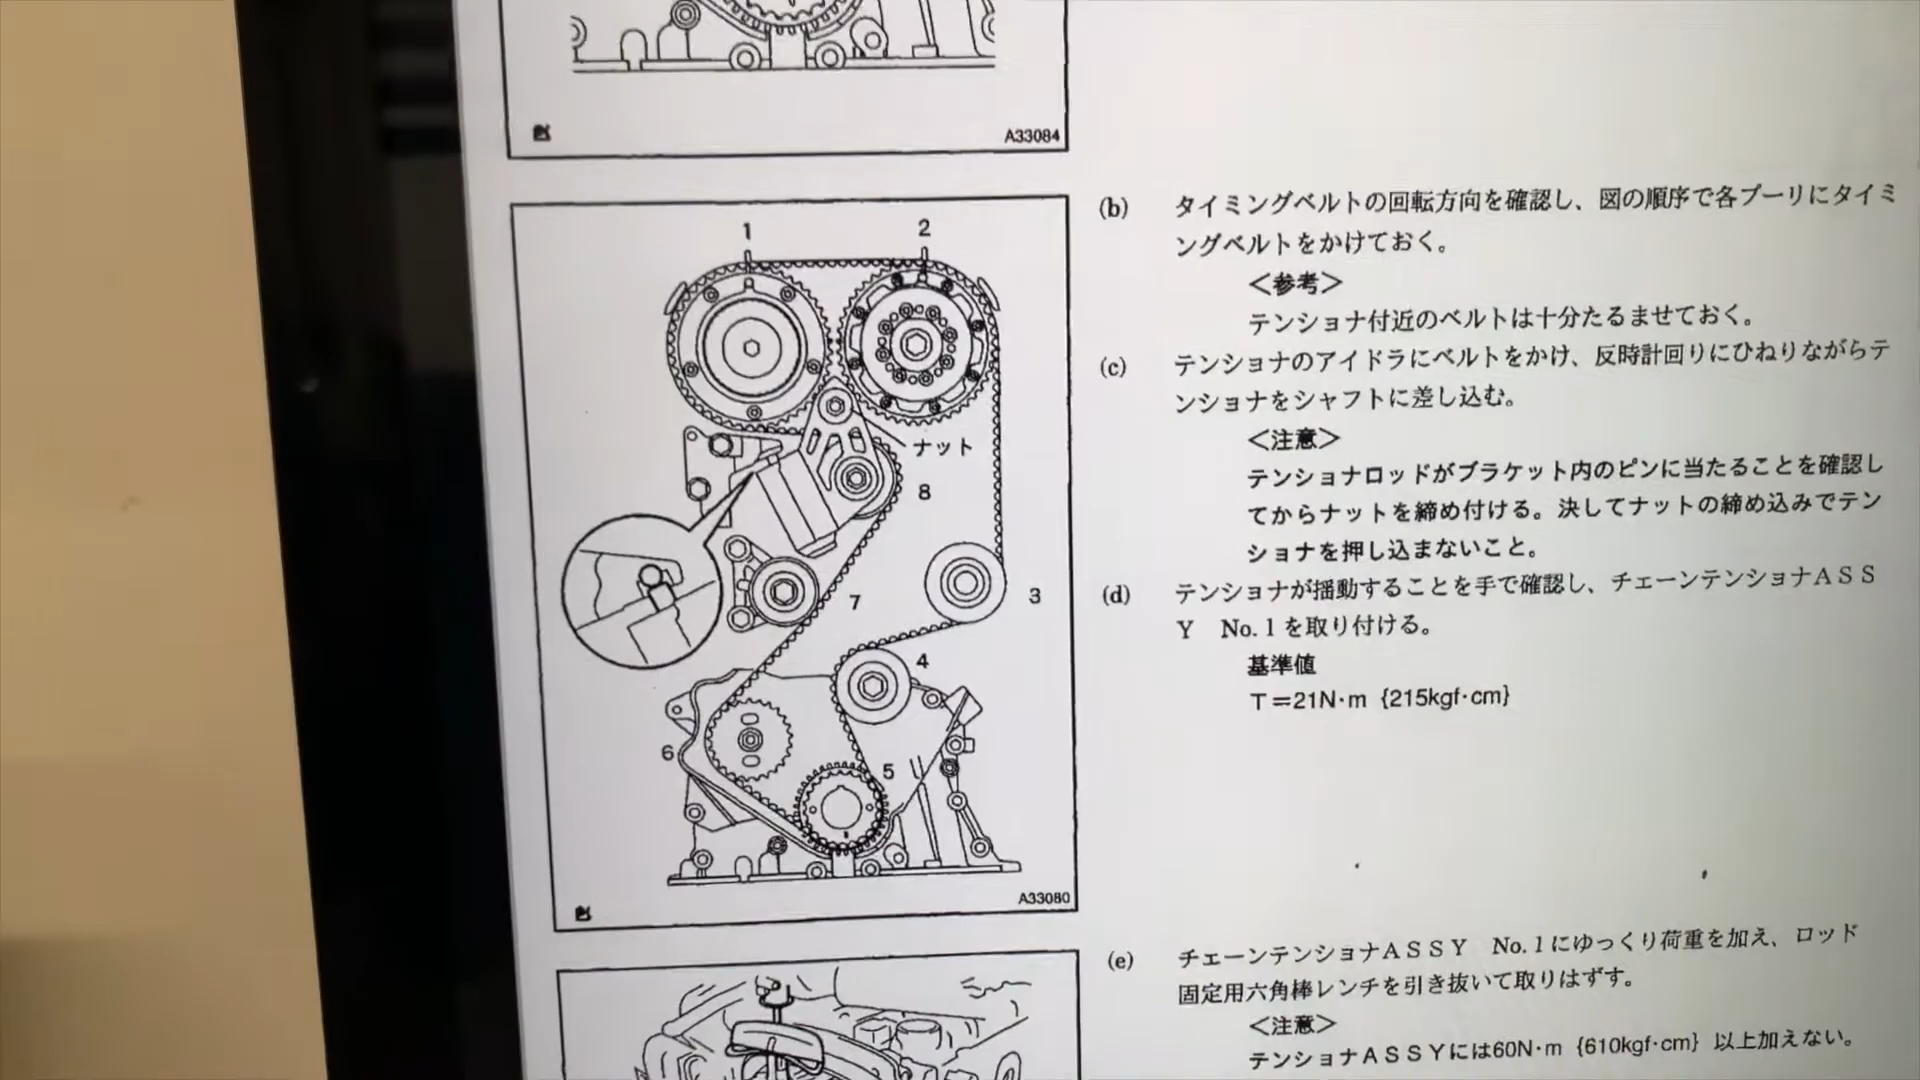 A33084
1
2
ナット
8
3
7
4
6
5
A33080
(b) タイミングベルトの回転方向を確認し、図の順序で各プーリにタイミ
ングベルトをかけておく。
＜参考＞
テンショナ付近のベルトは十分たるませておく。
(c) テンショナのアイドラにベルトをかけ、反時計回りにひねりながらテ
ンショナをシャフトに差し込む。
＜注意＞
テンショナロッドがブラケット内のピンに当たることを確認し
てからナットを締め付ける。決してナットの締め込みでテン
ショナを押し込まないこと。
(d) テンショナが揺動することを手で確認し、チェーンテンショナＡＳＳ
Ｙ No.1を取り付ける。
基準値
T＝21N·m {215kgf·cm}
(e) チェーンテンショナＡＳＳＹ No.1にゆっくり荷重を加え、ロッド
固定用六角棒レンチを引き抜いて取りはずす。
＜注意＞
テンショナＡＳＳＹには60N·m {610kgf·cm} 以上加えない。